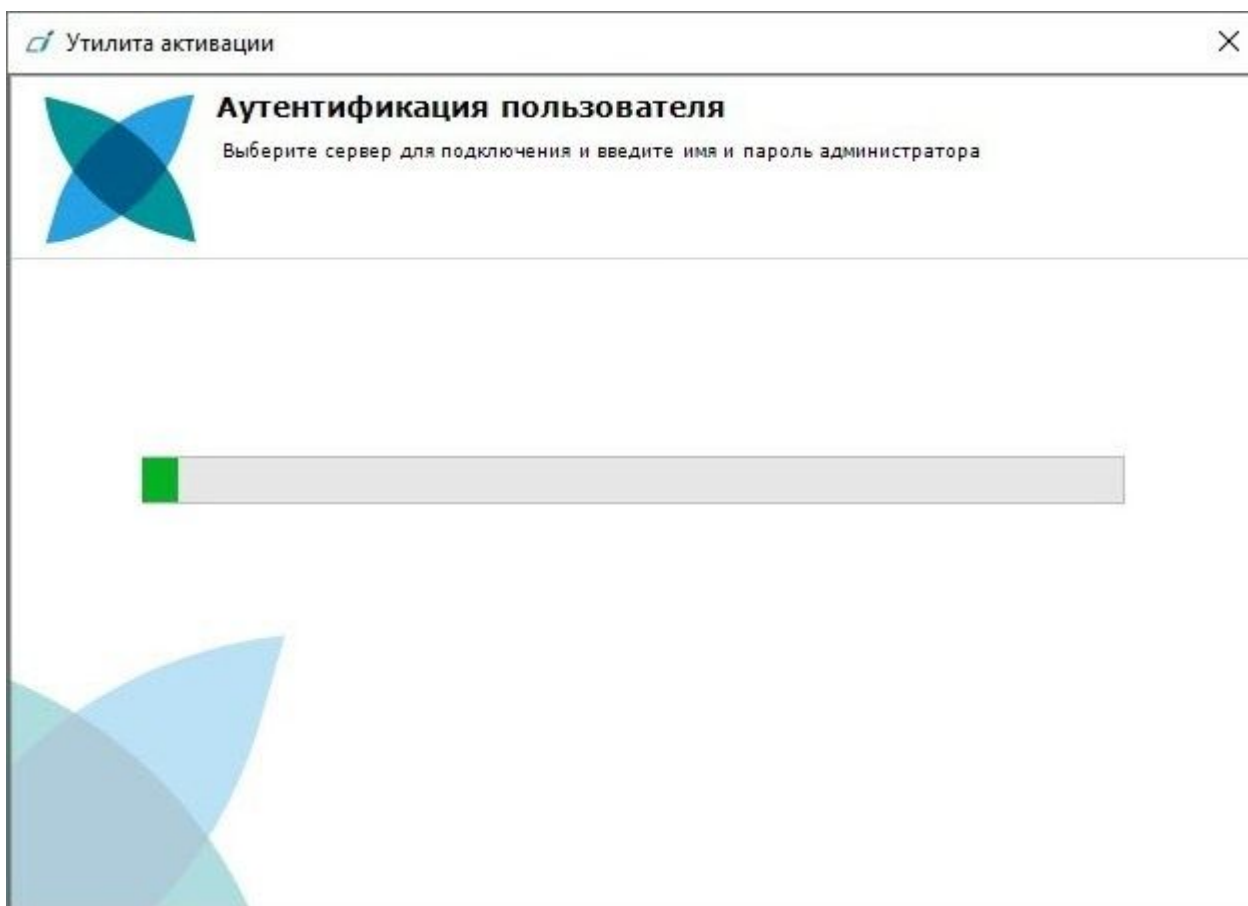 Утилита активации
Аутентификация пользователя
Выберите сервер для подключения и введите имя и пароль администратора